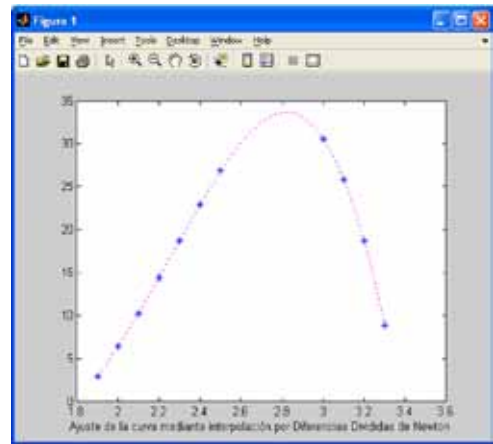 Figure 1
File Edit View Insert Tools Desktop Window Help
35
30
25
20
15
10
5
0
1.8 2 2.2 2.4 2.6 2.8 3 3.2 3.4 3.6
Ajuste de la curva mediante interpolación por Diferencias Divididas de Newton